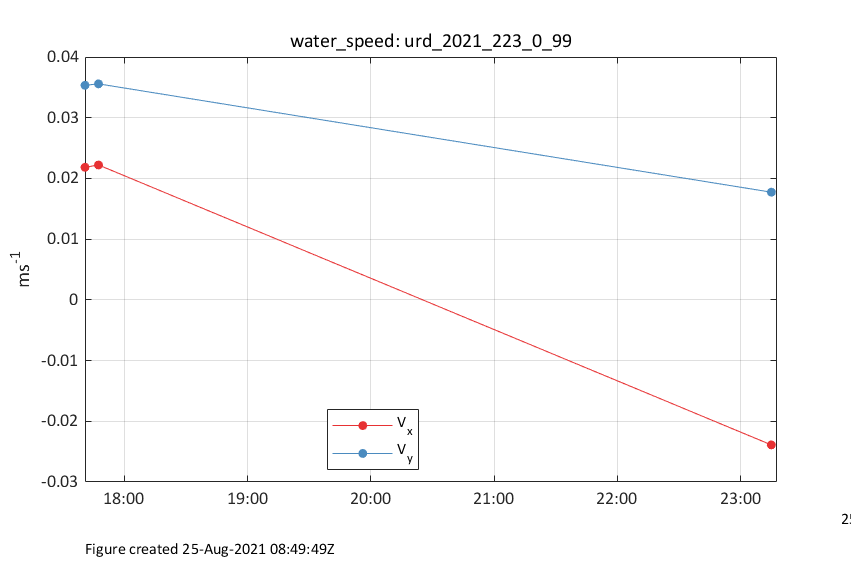 water_speed: urd_2021_223_0_99
0.04
0.03
0.02
0.01
0
-0.01
-0.02
-0.03
ms-1
Vx
Vy
18:00 19:00 20:00 21:00 22:00 23:00
Figure created 25-Aug-2021 08:49:49Z